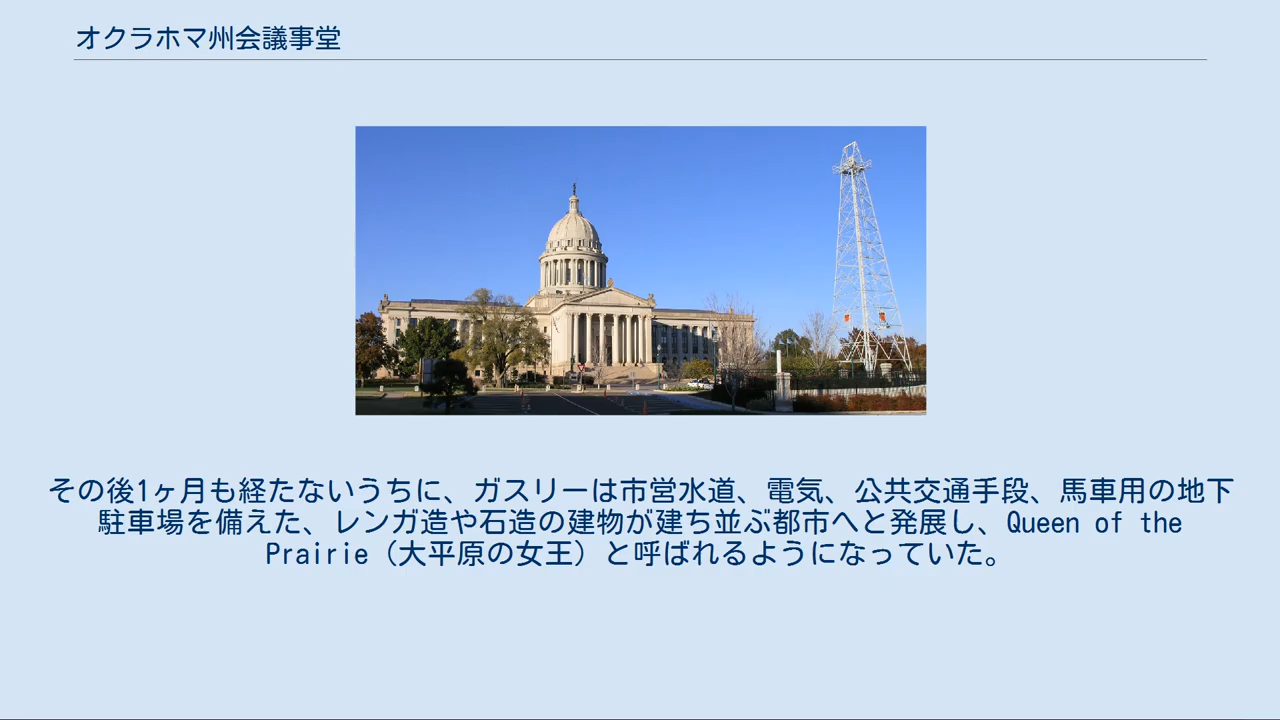 オクラホマ州会議事堂
その後1ヶ月も経たないうちに、ガスリーは市営水道、電気、公共交通手段、馬車用の地下
駐車場を備えた、レンガ造や石造の建物が建ち並ぶ都市へと発展し、Queen of the
Prairie（大平原の女王）と呼ばれるようになっていた。